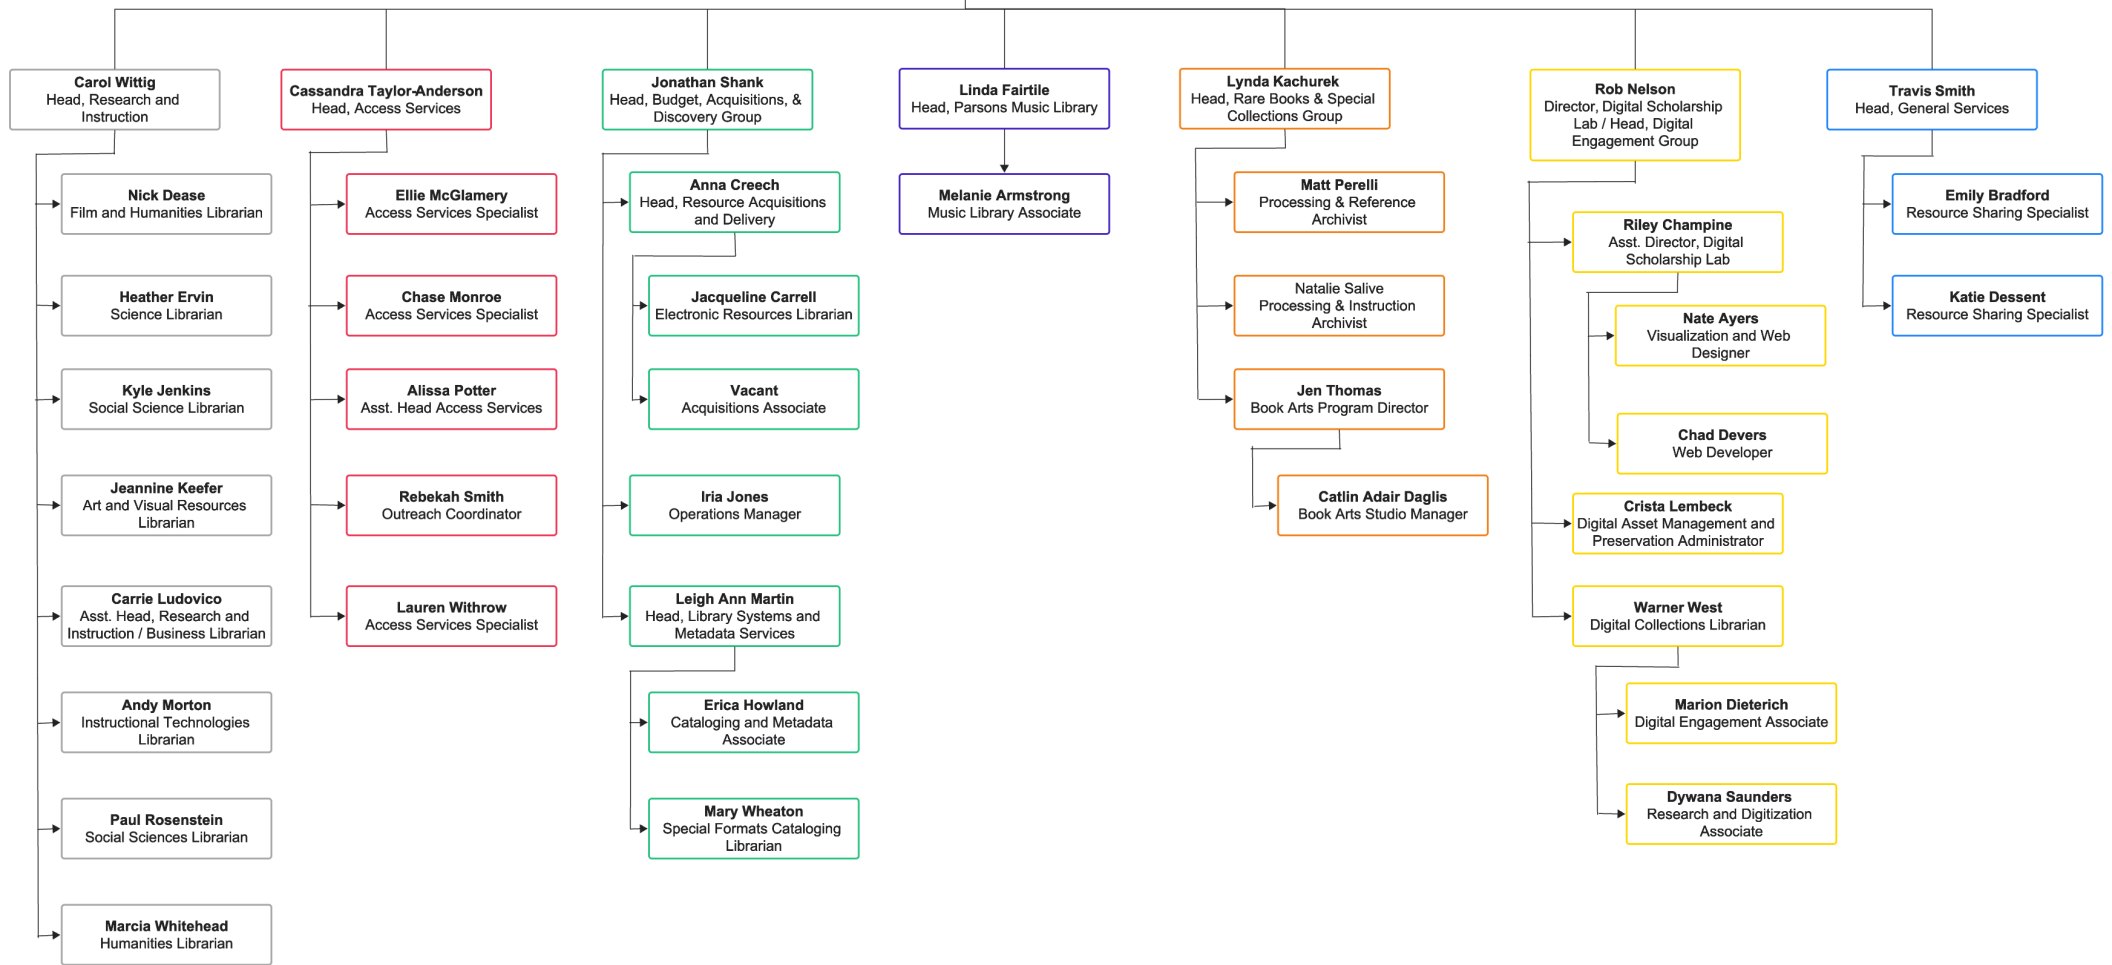 Carol Wittig
Head, Research and
Instruction
Nick Dease
Film and Humanities Librarian
Heather Ervin
Science Librarian
Kyle Jenkins
Social Science Librarian
Jeannine Keefer
Art and Visual Resources
Librarian
Carrie Ludovico
Asst. Head, Research and
Instruction / Business Librarian
Andy Morton
Instructional Technologies
Librarian
Paul Rosenstein
Social Sciences Librarian
Marcia Whitehead
Humanities Librarian
Cassandra Taylor-Anderson
Head, Access Services
Ellie McGlamery
Access Services Specialist
Chase Monroe
Access Services Specialist
Alissa Potter
Asst. Head Access Services
Rebekah Smith
Outreach Coordinator
Lauren Withrow
Access Services Specialist
Jonathan Shank
Head, Budget, Acquisitions, &
Discovery Group
Anna Creech
Head, Resource Acquisitions
and Delivery
Jacqueline Carrell
Electronic Resources Librarian
Vacant
Acquisitions Associate
Iria Jones
Operations Manager
Leigh Ann Martin
Head, Library Systems and
Metadata Services
Erica Howland
Cataloging and Metadata
Associate
Mary Wheaton
Special Formats Cataloging
Librarian
Linda Fairtile
Head, Parsons Music Library
Melanie Armstrong
Music Library Associate
Lynda Kachurek
Head, Rare Books & Special
Collections Group
Matt Perelli
Processing & Reference
Archivist
Natalie Salive
Processing & Instruction
Archivist
Jen Thomas
Book Arts Program Director
Catlin Adair Daglis
Book Arts Studio Manager
Rob Nelson
Director, Digital Scholarship
Lab / Head, Digital
Engagement Group
Riley Champine
Asst. Director, Digital
Scholarship Lab
Nate Ayers
Visualization and Web
Designer
Chad Devers
Web Developer
Crista Lembeck
Digital Asset Management and
Preservation Administrator
Warner West
Digital Collections Librarian
Marion Dieterich
Digital Engagement Associate
Dywana Saunders
Research and Digitization
Associate
Travis Smith
Head, General Services
Emily Bradford
Resource Sharing Specialist
Katie Dessent
Resource Sharing Specialist